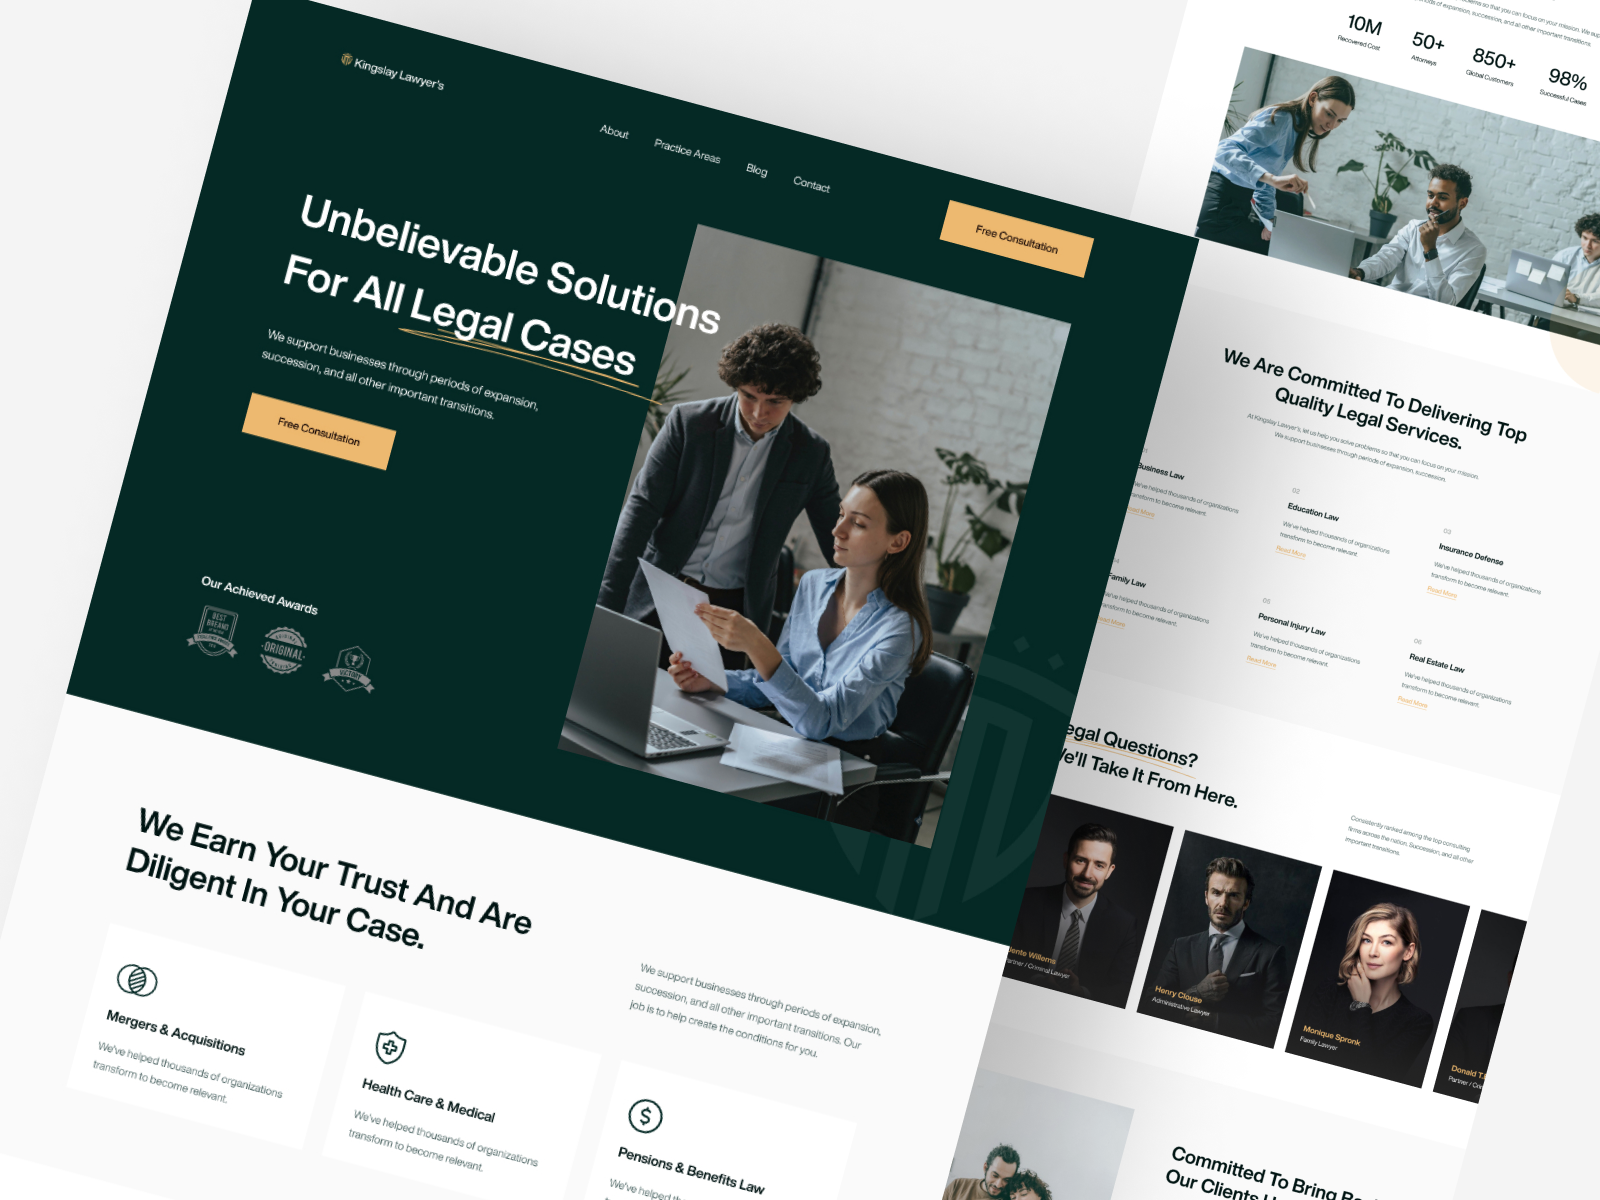 Kingslay Lawyer's
About
Practice Areas
Blog
Contact
Free Consultation
Unbelievable Solutions
For All Legal Cases
We support businesses through periods of expansion,
succession, and all other important transitions.
Free Consultation
Our Achieved Awards
BEST
BRAND
ORIGINAL
VICTORY
We Earn Your Trust And Are
Diligent In Your Case.
We support businesses through periods of expansion,
succession, and all other important transitions. Our
job is to help create the conditions for you.
Mergers & Acquisitions
We've helped thousands of organizations
transform to become relevant.
Health Care & Medical
We've helped thousands of organizations
transform to become relevant.
Pensions & Benefits Law
We've helped
10M
Recovered Cost
50+
Attorneys
850+
Global Customers
98%
Successful Cases
We Are Committed To Delivering Top
Quality Legal Services.
At Kingslay Lawyer's, let us help you solve problems so that you can focus on your mission.
We support businesses through periods of expansion, succession.
Business Law
We've helped thousands of organizations
transform to become relevant.
Read More
02
Education Law
We've helped thousands of organizations
transform to become relevant.
Read More
03
Insurance Defense
We've helped thousands of organizations
transform to become relevant.
Read More
Family Law
We've helped thousands of organizations
transform to become relevant.
Read More
05
Personal Injury Law
We've helped thousands of organizations
transform to become relevant.
Read More
06
Real Estate Law
We've helped thousands of organizations
transform to become relevant.
Read More
egal Questions?
e'll Take It From Here.
Consistently ranked among the top consulting
firms across the nation. Succession, and all other
important transitions.
Willems
Partner / Criminal Lawyer
Henry Clouse
Administrative Lawyer
Monique Spronk
Family Lawyer
Donald T.
Partner / Cri
Committed To Bring
Our Clients